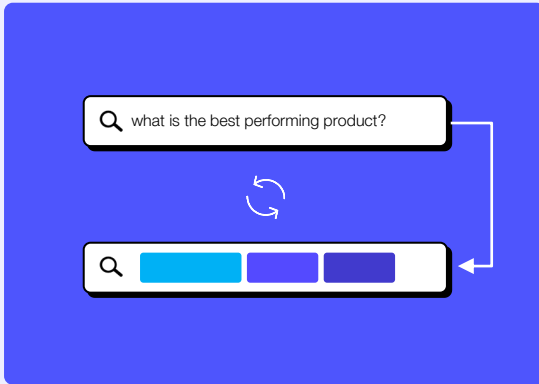 what is the best performing product?